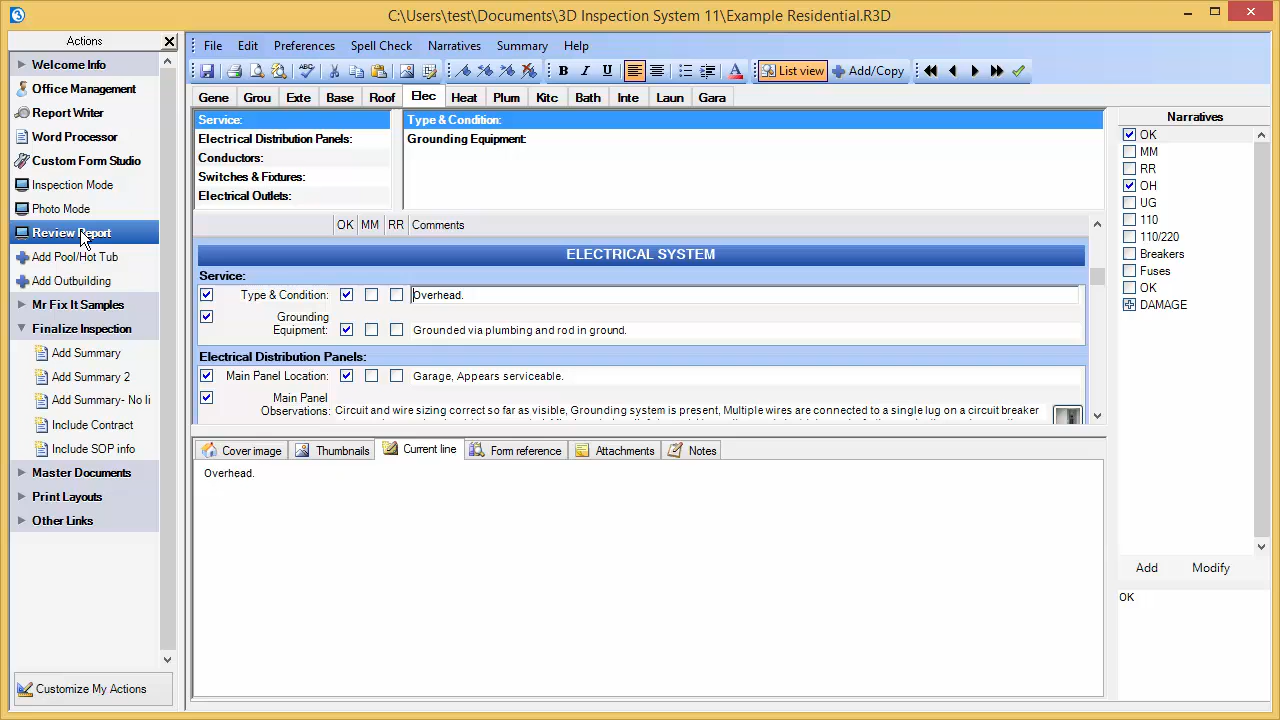 C:\Users\test\Documents\3D Inspection System 11\Example Residential.R3D
Actions
Welcome Info
Office Management
Report Writer
Word Processor
Custom Form Studio
Inspection Mode
Photo Mode
Review Report
Add Pool/Hot Tub
Add Outbuilding
Mr Fix It Samples
Finalize Inspection
Add Summary
Add Summary 2
Add Summary- No li
Include Contract
Include SOP info
Master Documents
Print Layouts
Other Links
Customize My Actions
File Edit Preferences Spell Check Narratives Summary Help
B I U A List view Add/Copy
Gene Grou Exte Base Roof Elec Heat Plum Kitc Bath Inte Laun Gara
Service:
Electrical Distribution Panels:
Conductors:
Switches & Fixtures:
Electrical Outlets:
Type & Condition:
Grounding Equipment:
OK MM RR Comments
ELECTRICAL SYSTEM
Service:
Type & Condition: Overhead.
Grounding
Equipment: Grounded via plumbing and rod in ground.
Electrical Distribution Panels:
Main Panel Location: Garage, Appears serviceable.
Main Panel
Observations: Circuit and wire sizing correct so far as visible, Grounding system is present, Multiple wires are connected to a single lug on a circuit breaker
Cover image Thumbnails Current line Form reference Attachments Notes
Overhead.
Narratives
OK
MM
RR
OH
UG
110
110/220
Breakers
Fuses
OK
DAMAGE
Add Modify
OK